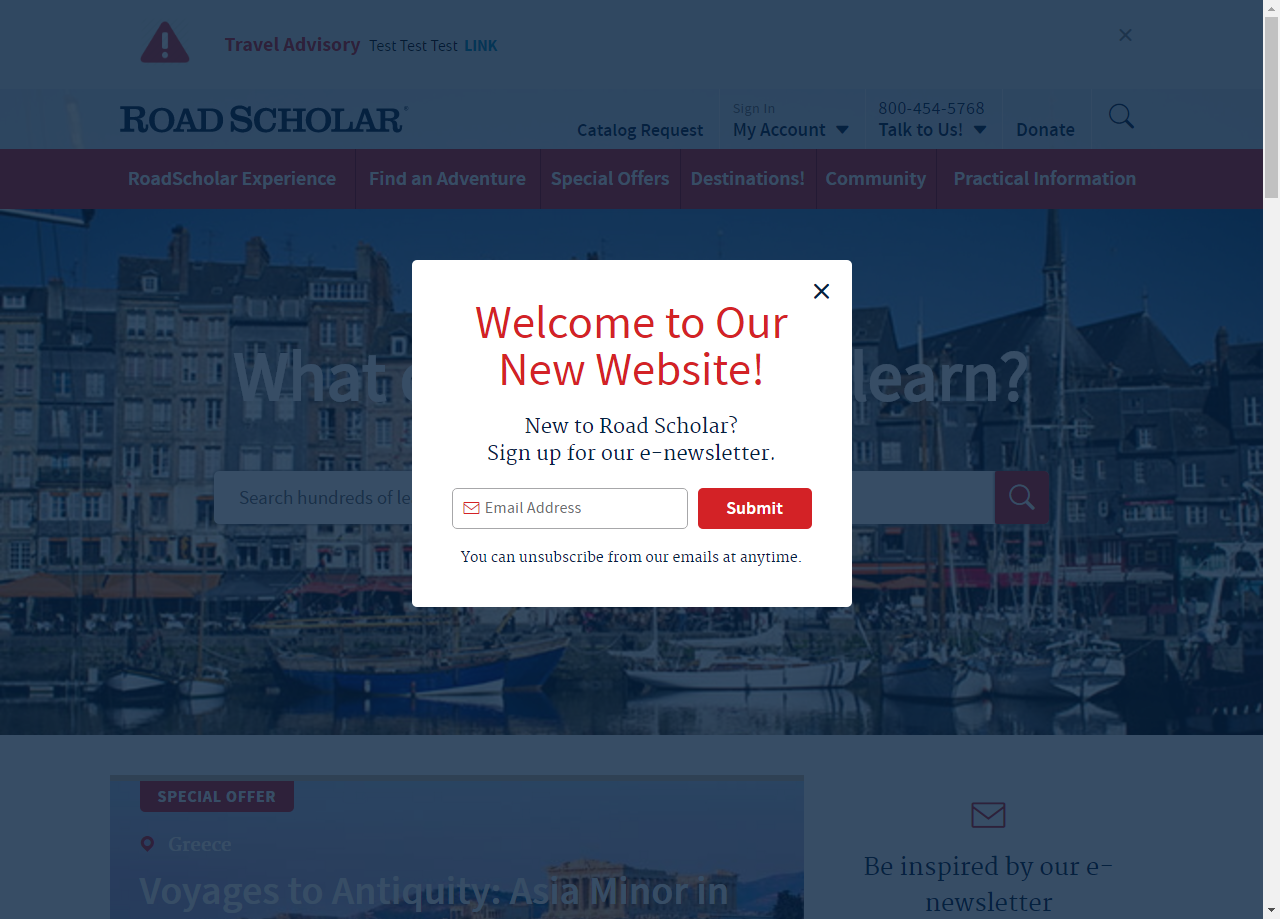 Travel Advisory Test Test Test LINK
ROAD SCHOLAR®
Catalog Request
Sign In
My Account
800-454-5768
Talk to Us!
Donate
RoadScholar Experience
Find an Adventure
Special Offers
Destinations!
Community
Practical Information
What
learn?
Search hundreds of le
Welcome to Our
New Website!
New to Road Scholar?
Sign up for our e-newsletter.
Email Address
Submit
You can unsubscribe from our emails at anytime.
SPECIAL OFFER
Greece
Voyages to Antiquity: Asia Minor in
Be inspired by our e-
newsletter